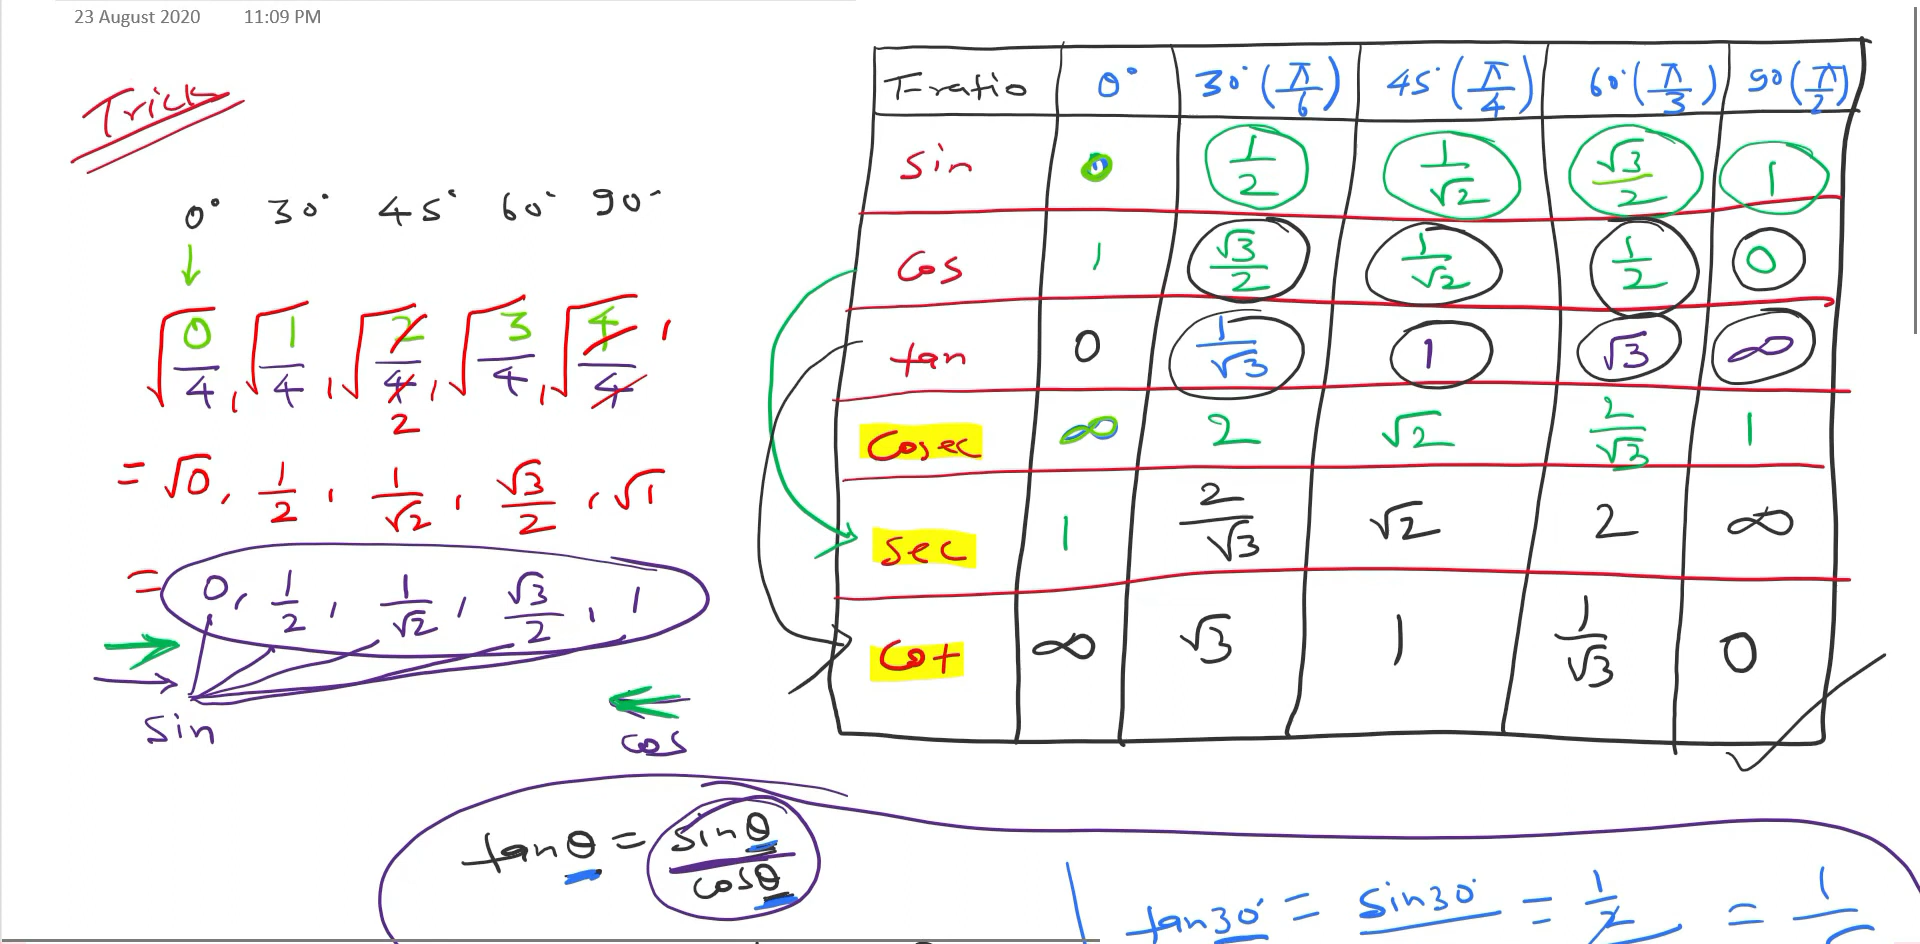 23 August 2020 11:09 PM
Trick
0° 30° 45° 60° 90°
√(0/4), √(1/4), √(2/4), √(3/4), √(4/4),
2
= √0, 1/2, 1/√2, √3/2, √1
= 0, 1/2, 1/√2, √3/2, 1
sin
cos
T-ratio 0° 30°(π/6) 45°(π/4) 60°(π/3) 90(π/2)
sin 0 1/2 1/√2 √3/2 1
cos 1 √3/2 1/√2 1/2 0
tan 0 1/√3 1 √3 ∞
Cosec ∞ 2 √2 2/√3 1
Sec 1 2/√3 √2 2 ∞
Cot ∞ √3 1 1/√3 0
tanθ = sinθ/cosθ
tan30° = sin30° = 1/2 = 1